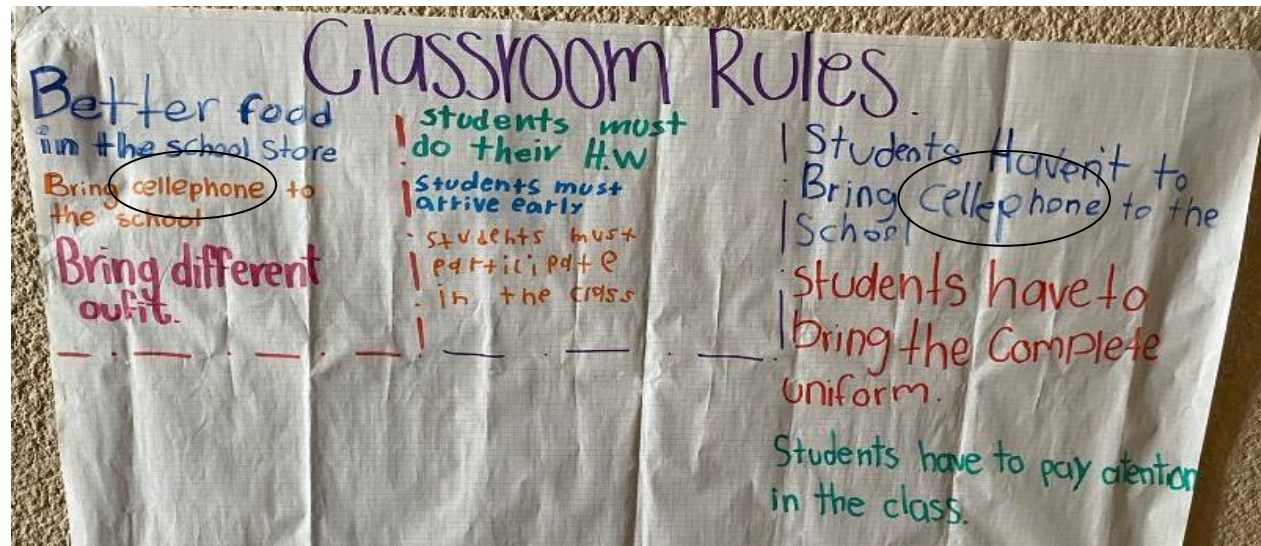 Classroom Rules.
Better food
in the school Store
Bring cellephone to
the school
Bring different
oufit.
students must
do their H.W
Students must
arrive early
students must
participate
in the class
Students Haven't to
Bring cellephone to the
School
Students have to
bring the Complete
uniform.
Students have to pay atention
in the class.